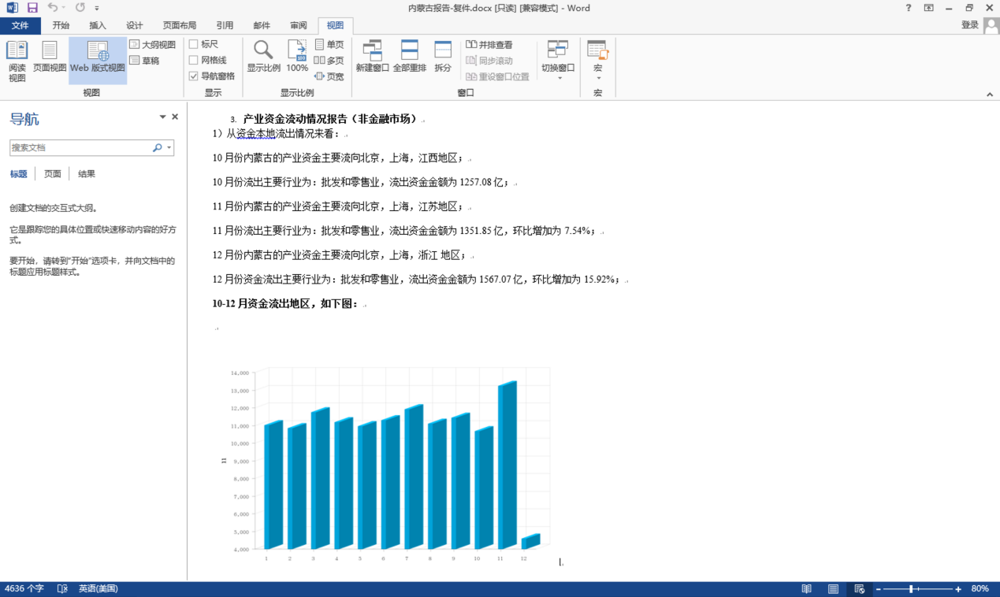 内蒙古报告-复件.docx [只读] [兼容模式] - Word
登录
文件 开始 插入 设计 页面布局 引用 邮件 审阅 视图
阅读视图 页面视图 Web 版式视图 大纲视图 草稿
视图
标尺 网格线 导航窗格
显示
显示比例 100% 单页 多页 页宽
显示比例
新建窗口 全部重排 拆分 并排查看 同步滚动 重设窗口位置 切换窗口
窗口
宏
宏
导航
搜索文档
标题 页面 结果
创建文档的交互式大纲。
它是跟踪您的具体位置或快速移动内容的好方
式。
要开始，请转到"开始"选项卡，并向文档中的
标题应用标题样式。
3. 产业资金流动情况报告（非金融市场）
1）从资金本地流出情况来看：
10 月份内蒙古的产业资金主要流向北京，上海，江西地区；
10 月份流出主要行业为：批发和零售业，流出资金金额为 1257.08 亿；
11 月份内蒙古的产业资金主要流向北京，上海，江苏地区；
11 月份流出主要行业为：批发和零售业，流出资金金额为 1351.85 亿，环比增加为 7.54%；
12 月份内蒙古的产业资金主要流向北京，上海，浙江 地区；
12 月份资金流出主要行业为：批发和零售业，流出资金金额为 1567.07 亿，环比增加为 15.92%；
10-12 月资金流出地区，如下图：
14,000
13,000
12,000
11,000
10,000
9,000
8,000
7,000
6,000
5,000
4,000
11
1 2 3 4 5 6 7 8 9 10 11 12
4636 个字 英语(美国) 80%